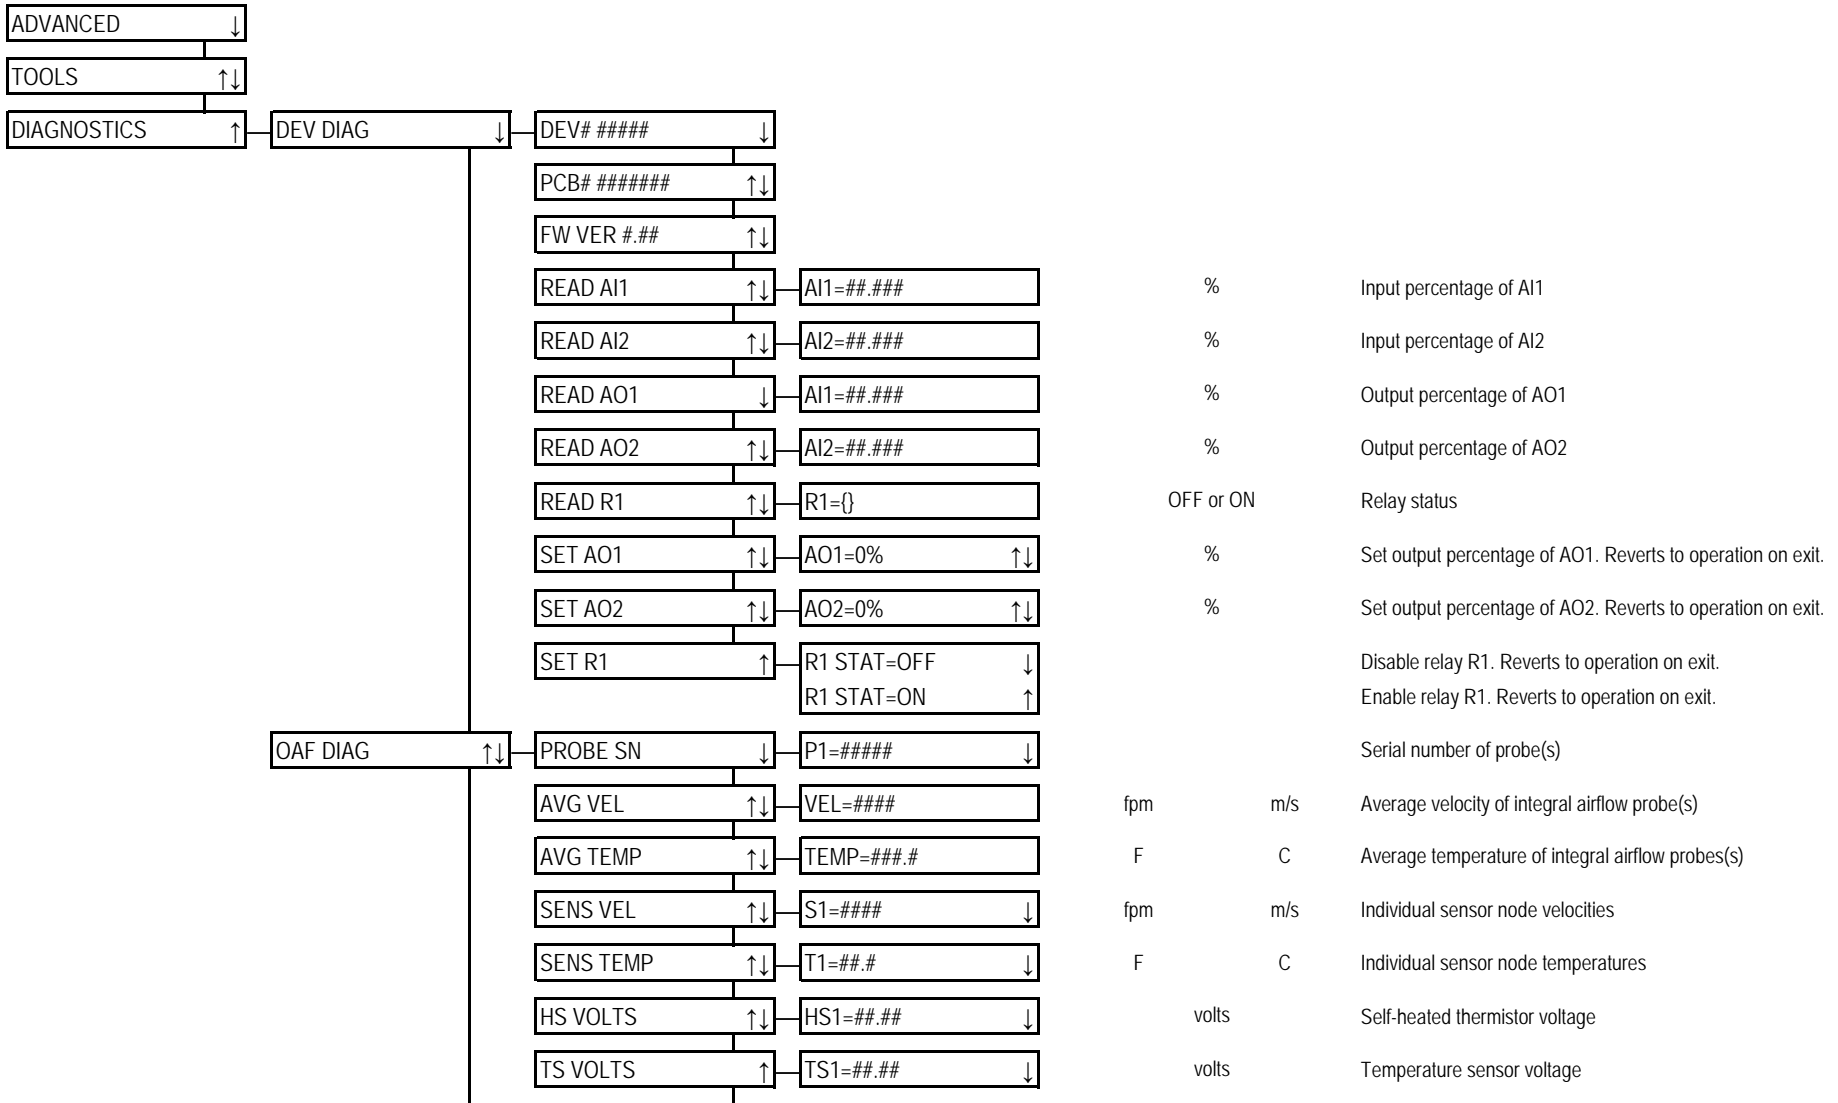 ADVANCED ↓
TOOLS ↑↓
DIAGNOSTICS ↑ DEV DIAG ↓ DEV# ##### ↓
PCB# ####### ↑↓
FW VER #.## ↑↓
READ AI1 ↑↓ AI1=##.### % Input percentage of AI1
READ AI2 ↑↓ AI2=##.### % Input percentage of AI2
READ AO1 ↓ AI1=##.### % Output percentage of AO1
READ AO2 ↑↓ AI2=##.### % Output percentage of AO2
READ R1 ↑↓ R1={} OFF or ON Relay status
SET AO1 ↑↓ AO1=0% ↑↓ % Set output percentage of AO1. Reverts to operation on exit.
SET AO2 ↑↓ AO2=0% ↑↓ % Set output percentage of AO2. Reverts to operation on exit.
SET R1 ↑ R1 STAT=OFF ↓ Disable relay R1. Reverts to operation on exit.
R1 STAT=ON ↑ Enable relay R1. Reverts to operation on exit.
OAF DIAG ↑↓ PROBE SN ↓ P1=##### ↓ Serial number of probe(s)
AVG VEL ↑↓ VEL=#### fpm m/s Average velocity of integral airflow probe(s)
AVG TEMP ↑↓ TEMP=###.# F C Average temperature of integral airflow probes(s)
SENS VEL ↑↓ S1=#### ↓ fpm m/s Individual sensor node velocities
SENS TEMP ↑↓ T1=##.# ↓ F C Individual sensor node temperatures
HS VOLTS ↑↓ HS1=##.## ↓ volts Self-heated thermistor voltage
TS VOLTS ↑ TS1=##.## ↓ volts Temperature sensor voltage